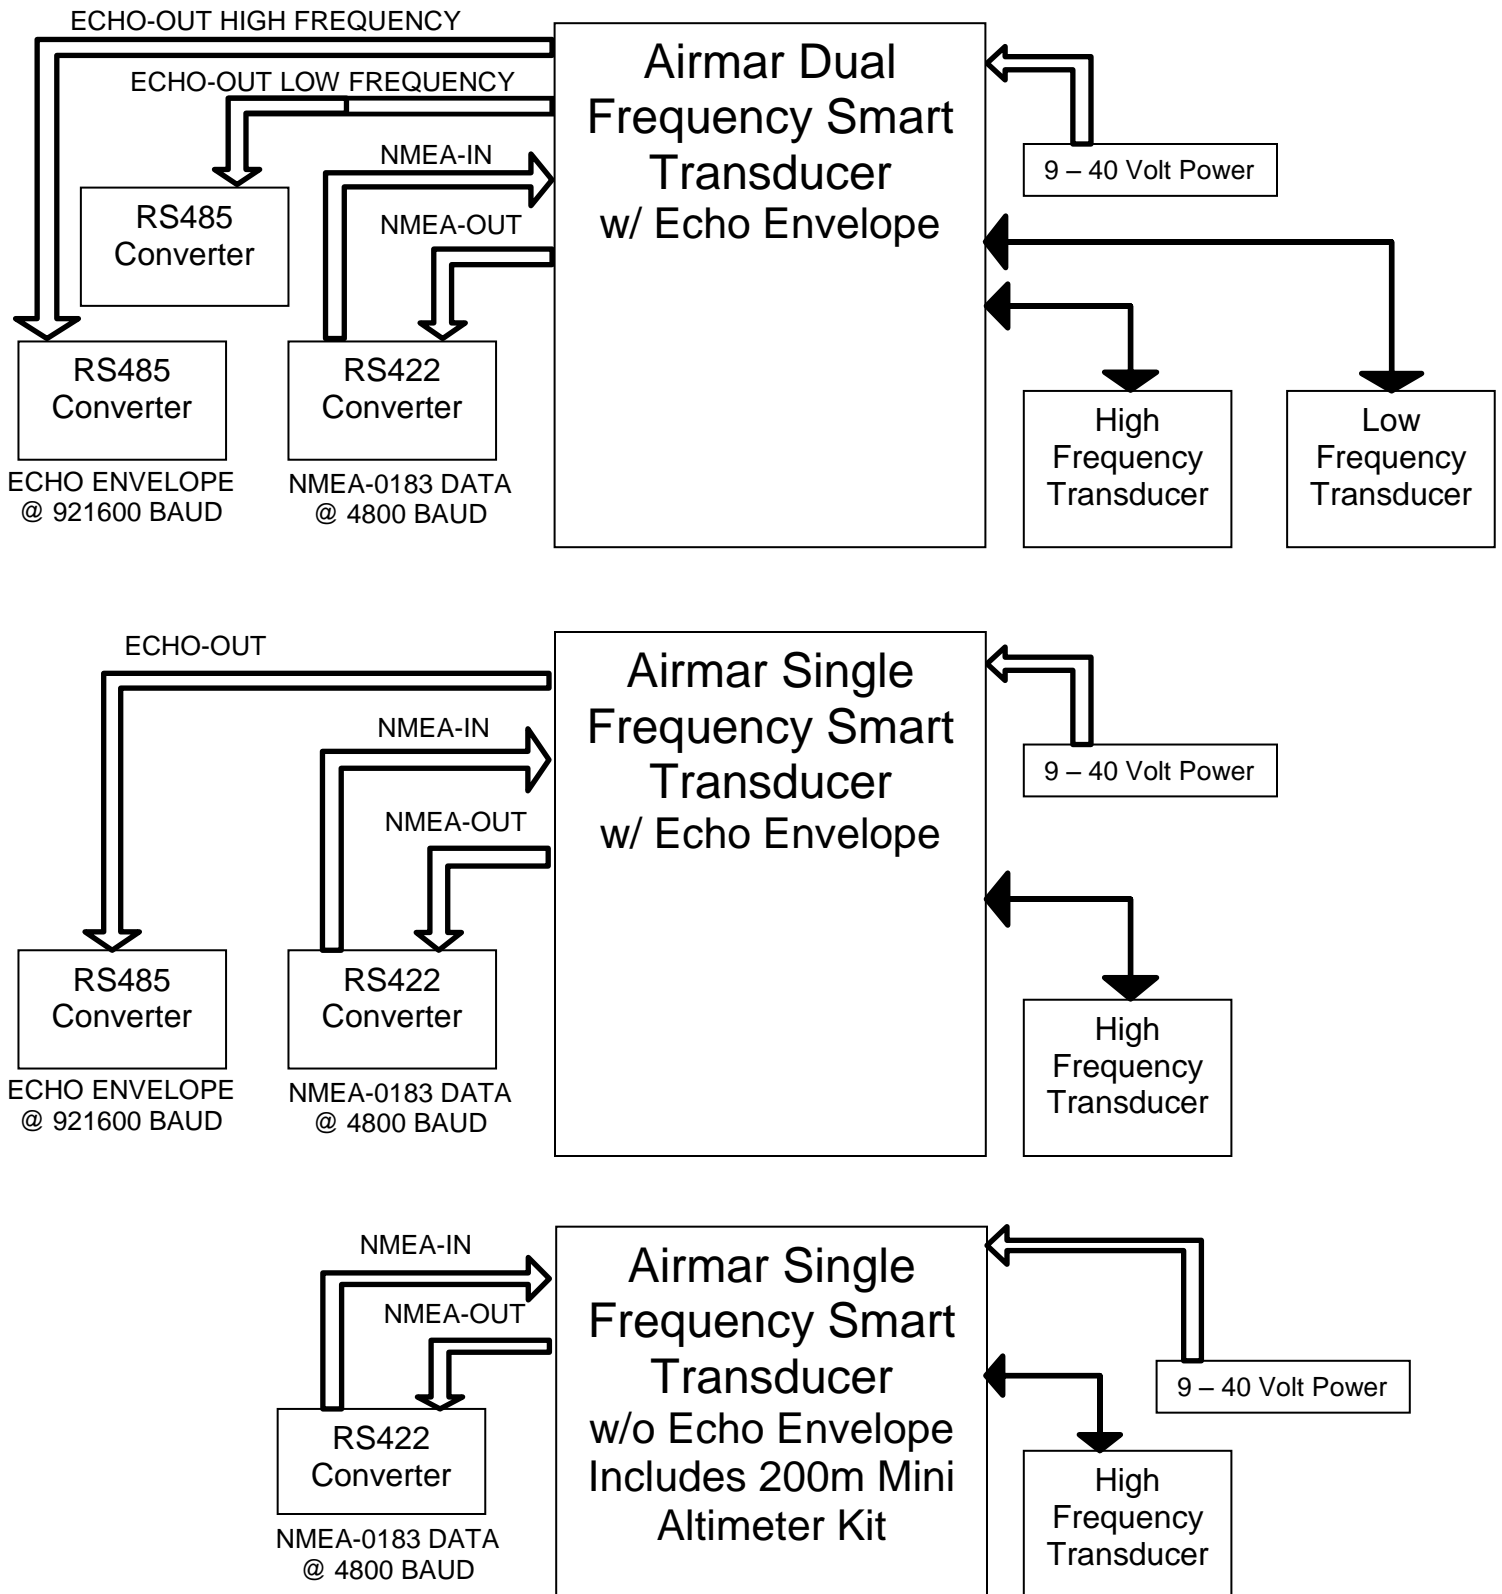 ECHO-OUT HIGH FREQUENCY
ECHO-OUT LOW FREQUENCY
NMEA-IN
NMEA-OUT
RS485
Converter
RS485
Converter
ECHO ENVELOPE
@ 921600 BAUD
RS422
Converter
NMEA-0183 DATA
@ 4800 BAUD
Airmar Dual
Frequency Smart
Transducer
w/ Echo Envelope
9 – 40 Volt Power
High
Frequency
Transducer
Low
Frequency
Transducer
ECHO-OUT
NMEA-IN
NMEA-OUT
RS485
Converter
ECHO ENVELOPE
@ 921600 BAUD
RS422
Converter
NMEA-0183 DATA
@ 4800 BAUD
Airmar Single
Frequency Smart
Transducer
w/ Echo Envelope
9 – 40 Volt Power
High
Frequency
Transducer
NMEA-IN
NMEA-OUT
RS422
Converter
NMEA-0183 DATA
@ 4800 BAUD
Airmar Single
Frequency Smart
Transducer
w/o Echo Envelope
Includes 200m Mini
Altimeter Kit
9 – 40 Volt Power
High
Frequency
Transducer